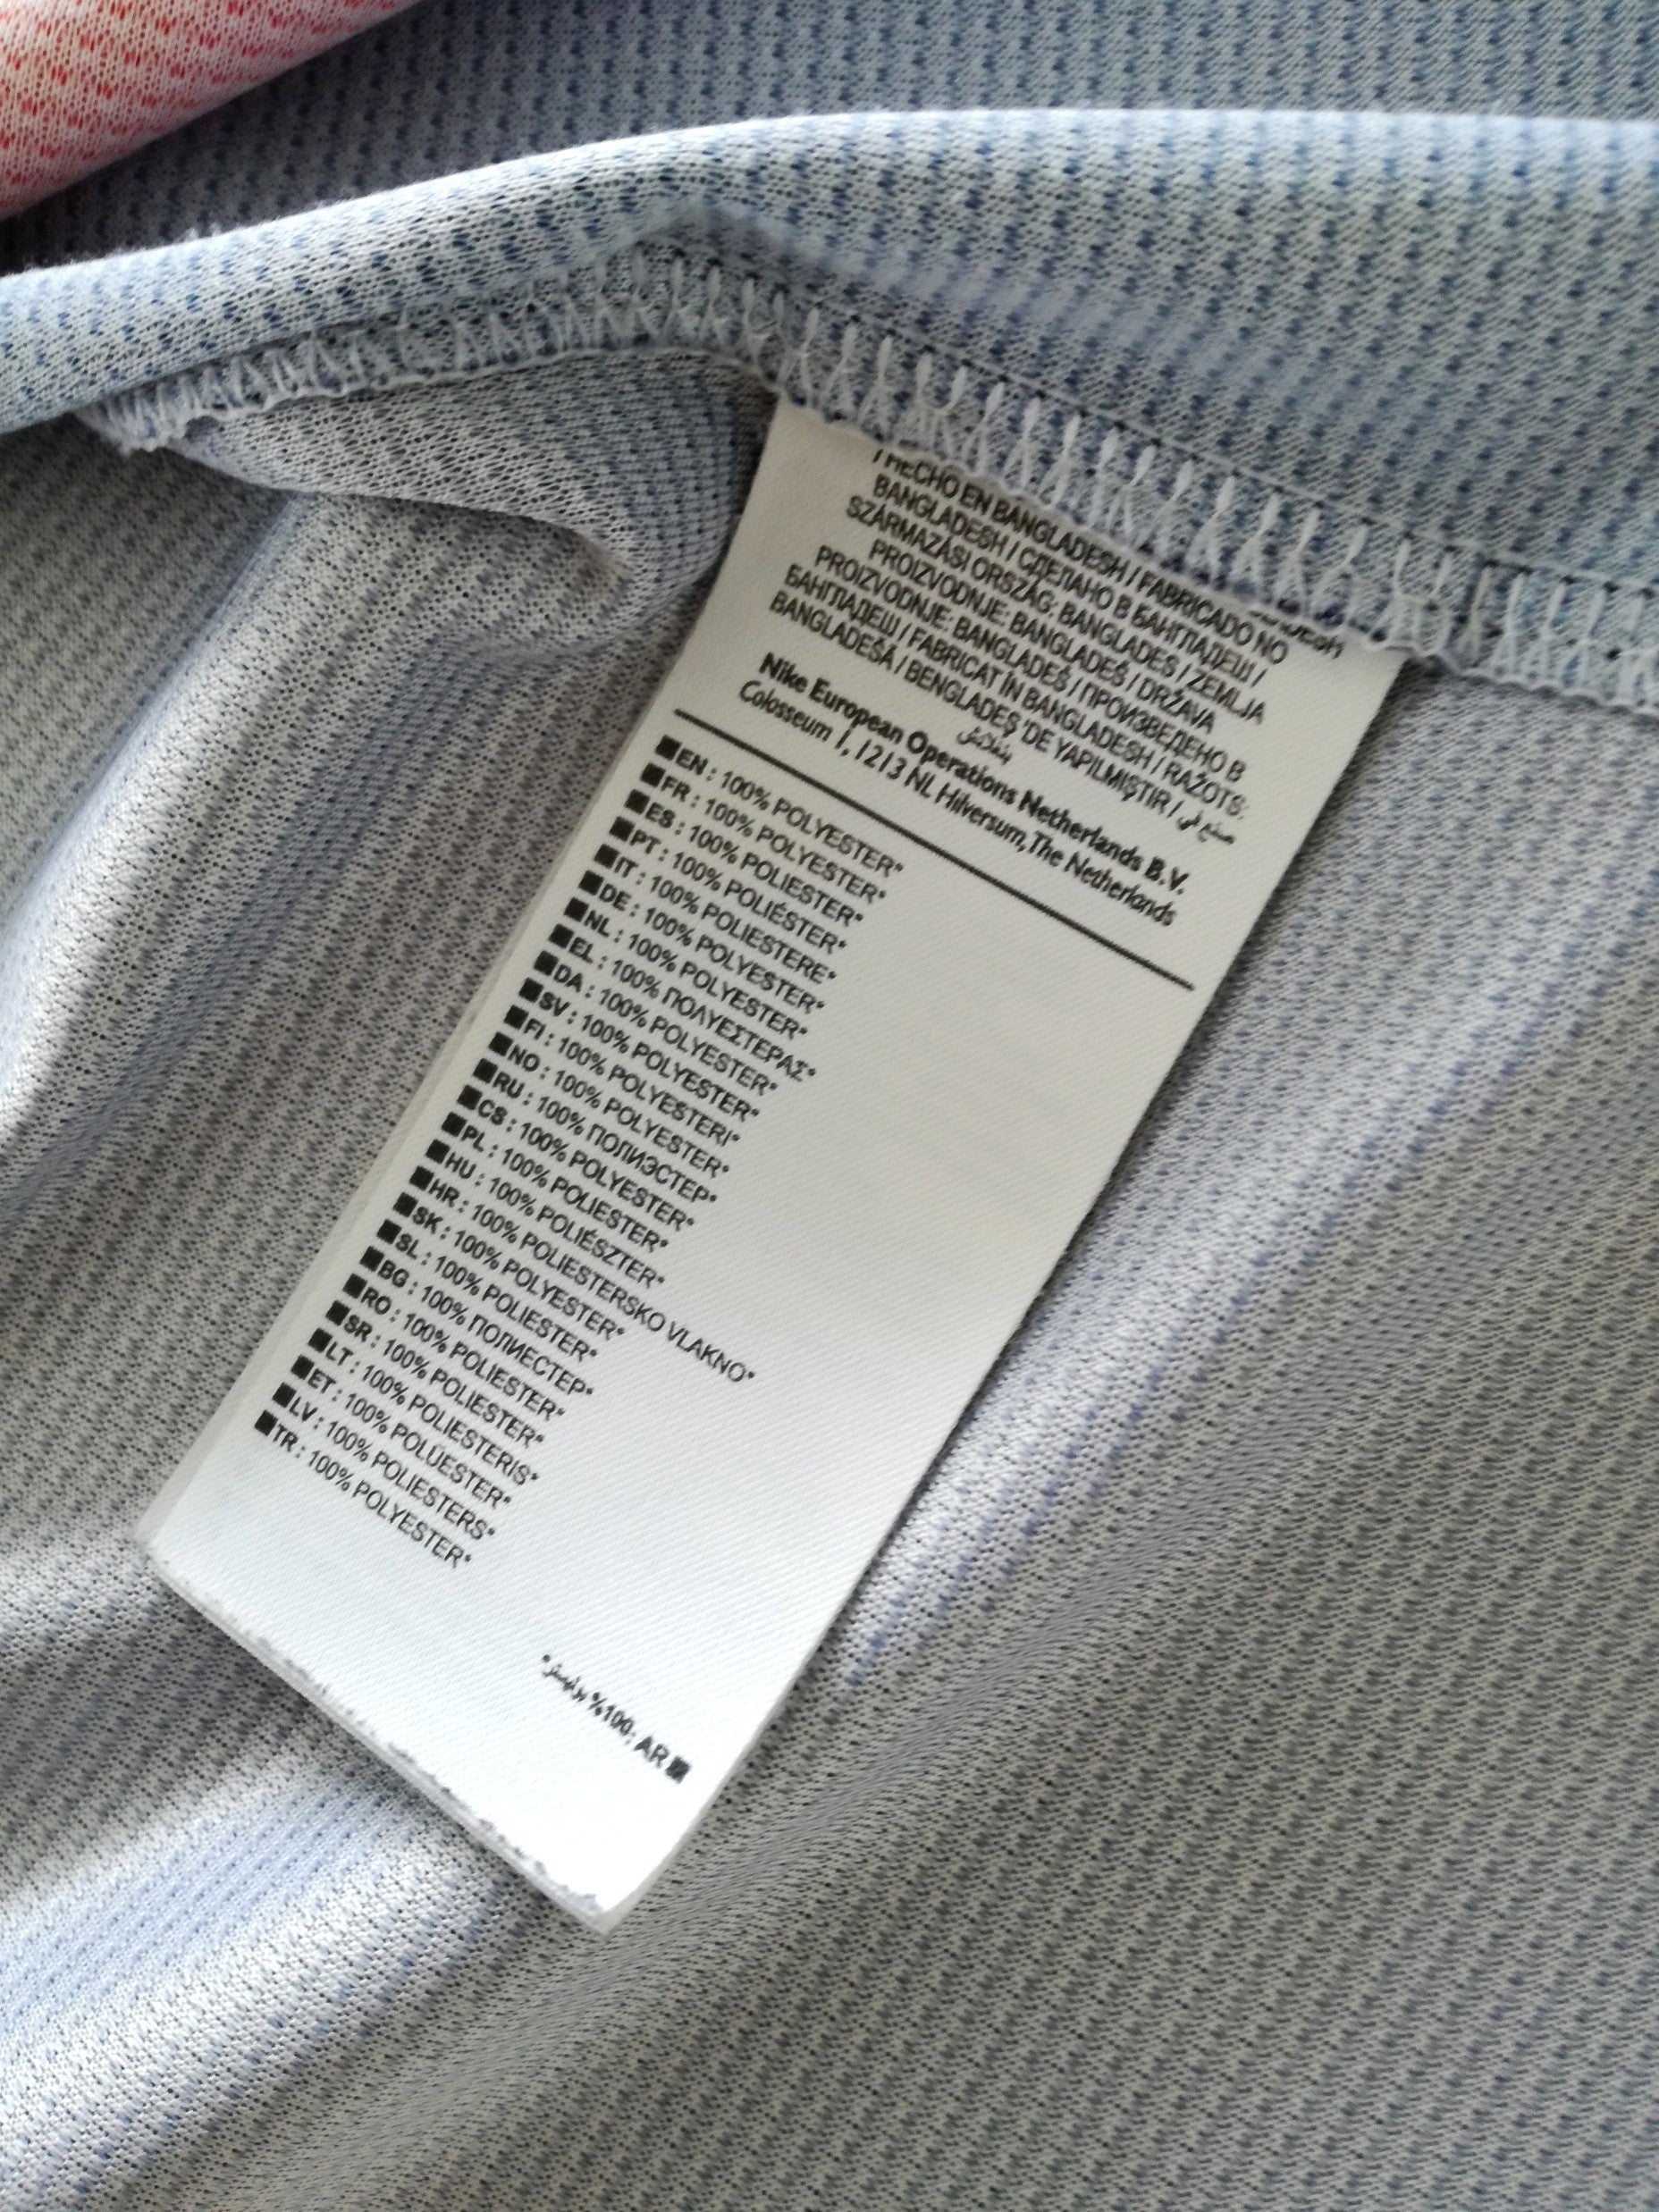 / HECHO EN BANGLADESH / FABRICADO NO
BANGLADESH / СДЕЛАНО В БАНГЛАДЕШ /
SZÁRMAZÁSI ORSZÁG: BANGLADES / ZEMLJA
PROIZVODNJE: BANGLADEŠ / DRŽAVA
PROIZVODNJE: BANGLADEŠ / ПРОИЗВЕДЕНО В
БАНГЛАДЕШ / FABRICAT ÎN BANGLADESH / RAŽOTS:
BANGLADEŠĀ / BENGLADEŞ 'DE YAPILMIŞTIR / صنع في
بنغلادش
Nike European Operations Netherlands B.V.
Colosseum 1, 1213 NL Hilversum, The Netherlands
■EN : 100% POLYESTER*
■FR : 100% POLYESTER*
■ES : 100% POLIESTER*
■PT : 100% POLIÉSTER*
■IT : 100% POLIESTERE*
■DE : 100% POLYESTER*
■NL : 100% POLYESTER*
■EL : 100% ΠΟΛΥΕΣΤΕΡΑΣ*
■DA : 100% POLYESTER*
■SV : 100% POLYESTER*
■FI : 100% POLYESTERI*
■NO : 100% POLYESTER*
■RU : 100% ПОЛИЭСТЕР*
■CS : 100% POLYESTER*
■PL : 100% POLIESTER*
■HU : 100% POLIÉSZTER*
■HR : 100% POLIESTERSKO VLAKNO*
■SK : 100% POLYESTER*
■SL : 100% POLIESTER*
■BG : 100% ПОЛИЕСТЕР*
■RO : 100% POLIESTER*
■SR : 100% POLIESTER*
■LT : 100% POLIESTERIS*
■ET : 100% POLÜESTER*
■LV : 100% POLIESTERS*
■TR : 100% POLYESTER*
■AR :100% بوليستر*